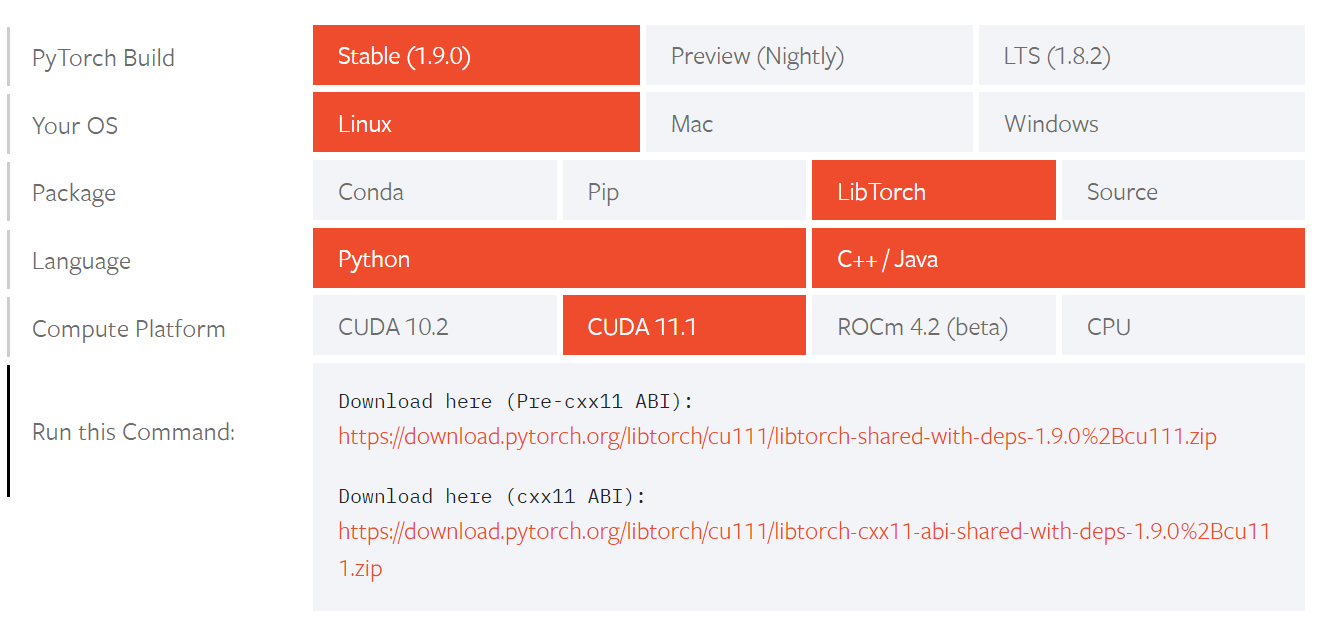 PyTorch Build Stable (1.9.0) Preview (Nightly) LTS (1.8.2)
Your OS Linux Mac Windows
Package Conda Pip LibTorch Source
Language Python C++ / Java
Compute Platform CUDA 10.2 CUDA 11.1 ROCm 4.2 (beta) CPU
Run this Command:
Download here (Pre-cxx11 ABI):
https://download.pytorch.org/libtorch/cu111/libtorch-shared-with-deps-1.9.0%2Bcu111.zip
Download here (cxx11 ABI):
https://download.pytorch.org/libtorch/cu111/libtorch-cxx11-abi-shared-with-deps-1.9.0%2Bcu11
1.zip